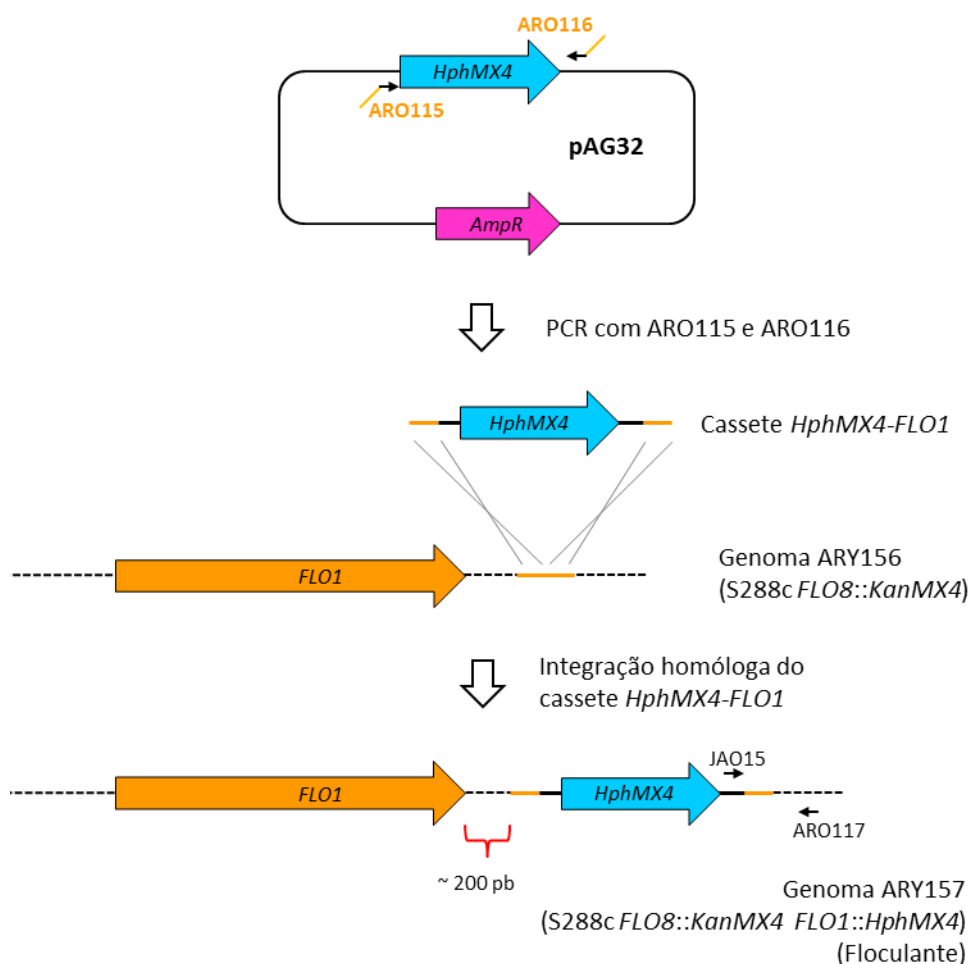 ARO116
HphMX4
ARO115
pAG32
AmpR
PCR com ARO115 e ARO116
HphMX4
Cassete HphMX4-FLO1
FLO1
Genoma ARY156
(S288c FLO8::KanMX4)
Integração homóloga do
cassete HphMX4-FLO1
JAO15
FLO1
HphMX4
ARO117
~ 200 pb
Genoma ARY157
(S288c FLO8::KanMX4 FLO1::HphMX4)
(Floculante)